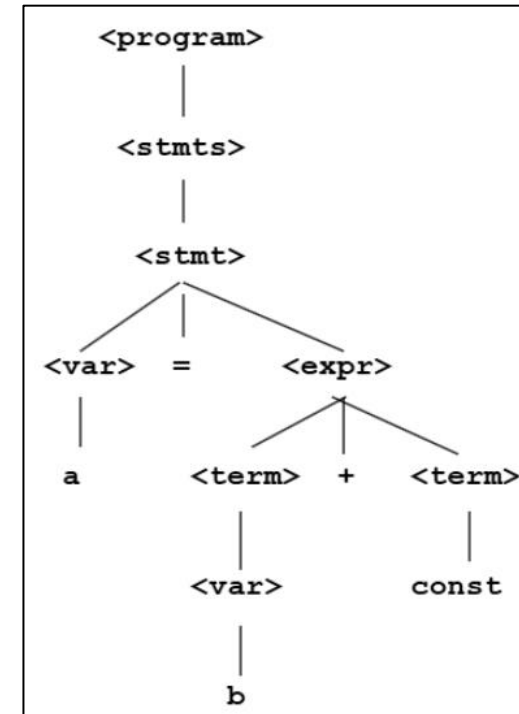 <program>
<stmts>
<stmt>
<var> = <expr>
a <term> + <term>
<var> const
b